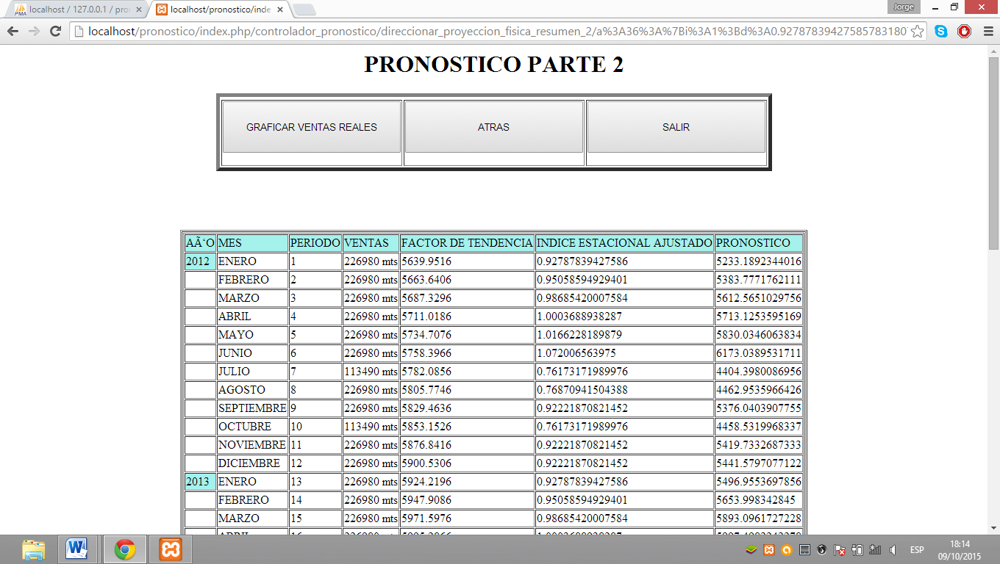 localhost / 127.0.0.1 / pro
localhost/pronostico/inde
Jorge
localhost/pronostico/index.php/controlador_pronostico/direccionar_proyeccion_fisica_resumen_2/a%3A36%3A%7Bi%3A1%3Bd%3A0.92787839427585783180
PRONOSTICO PARTE 2
GRAFICAR VENTAS REALES ATRAS SALIR
AÃ‘O MES PERIODO VENTAS FACTOR DE TENDENCIA INDICE ESTACIONAL AJUSTADO PRONOSTICO
2012 ENERO 1 226980 mts 5639.9516 0.92787839427586 5233.1892344016
FEBRERO 2 226980 mts 5663.6406 0.95058594929401 5383.7771762111
MARZO 3 226980 mts 5687.3296 0.98685420007584 5612.5651029756
ABRIL 4 226980 mts 5711.0186 1.0003688938287 5713.1253595169
MAYO 5 226980 mts 5734.7076 1.0166228189879 5830.0346063834
JUNIO 6 226980 mts 5758.3966 1.072006563975 6173.0389531711
JULIO 7 113490 mts 5782.0856 0.76173171989976 4404.3980086956
AGOSTO 8 226980 mts 5805.7746 0.76870941504388 4462.9535966426
SEPTIEMBRE 9 226980 mts 5829.4636 0.92221870821452 5376.0403907755
OCTUBRE 10 113490 mts 5853.1526 0.76173171989976 4458.5319968337
NOVIEMBRE 11 226980 mts 5876.8416 0.92221870821452 5419.7332687333
DICIEMBRE 12 226980 mts 5900.5306 0.92221870821452 5441.5797077122
2013 ENERO 13 226980 mts 5924.2196 0.92787839427586 5496.9553697856
FEBRERO 14 226980 mts 5947.9086 0.95058594929401 5653.998342845
MARZO 15 226980 mts 5971.5976 0.98685420007584 5893.0961727228
ESP
18:14
09/10/2015